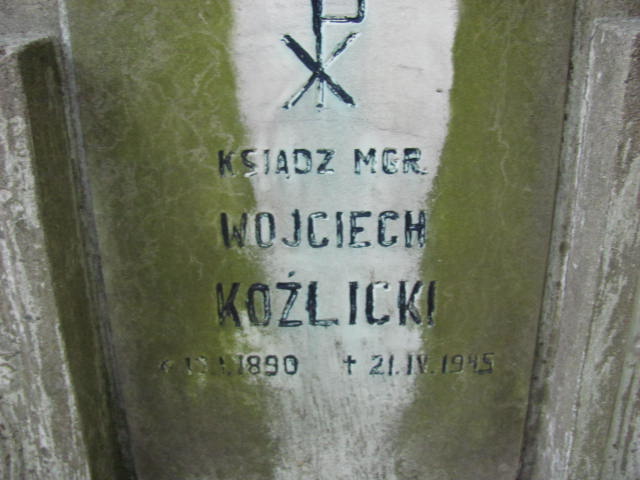 KSIĄDZ MGR.
WOJCIECH
KOŹLICKI
1890 † 21.IV.1945